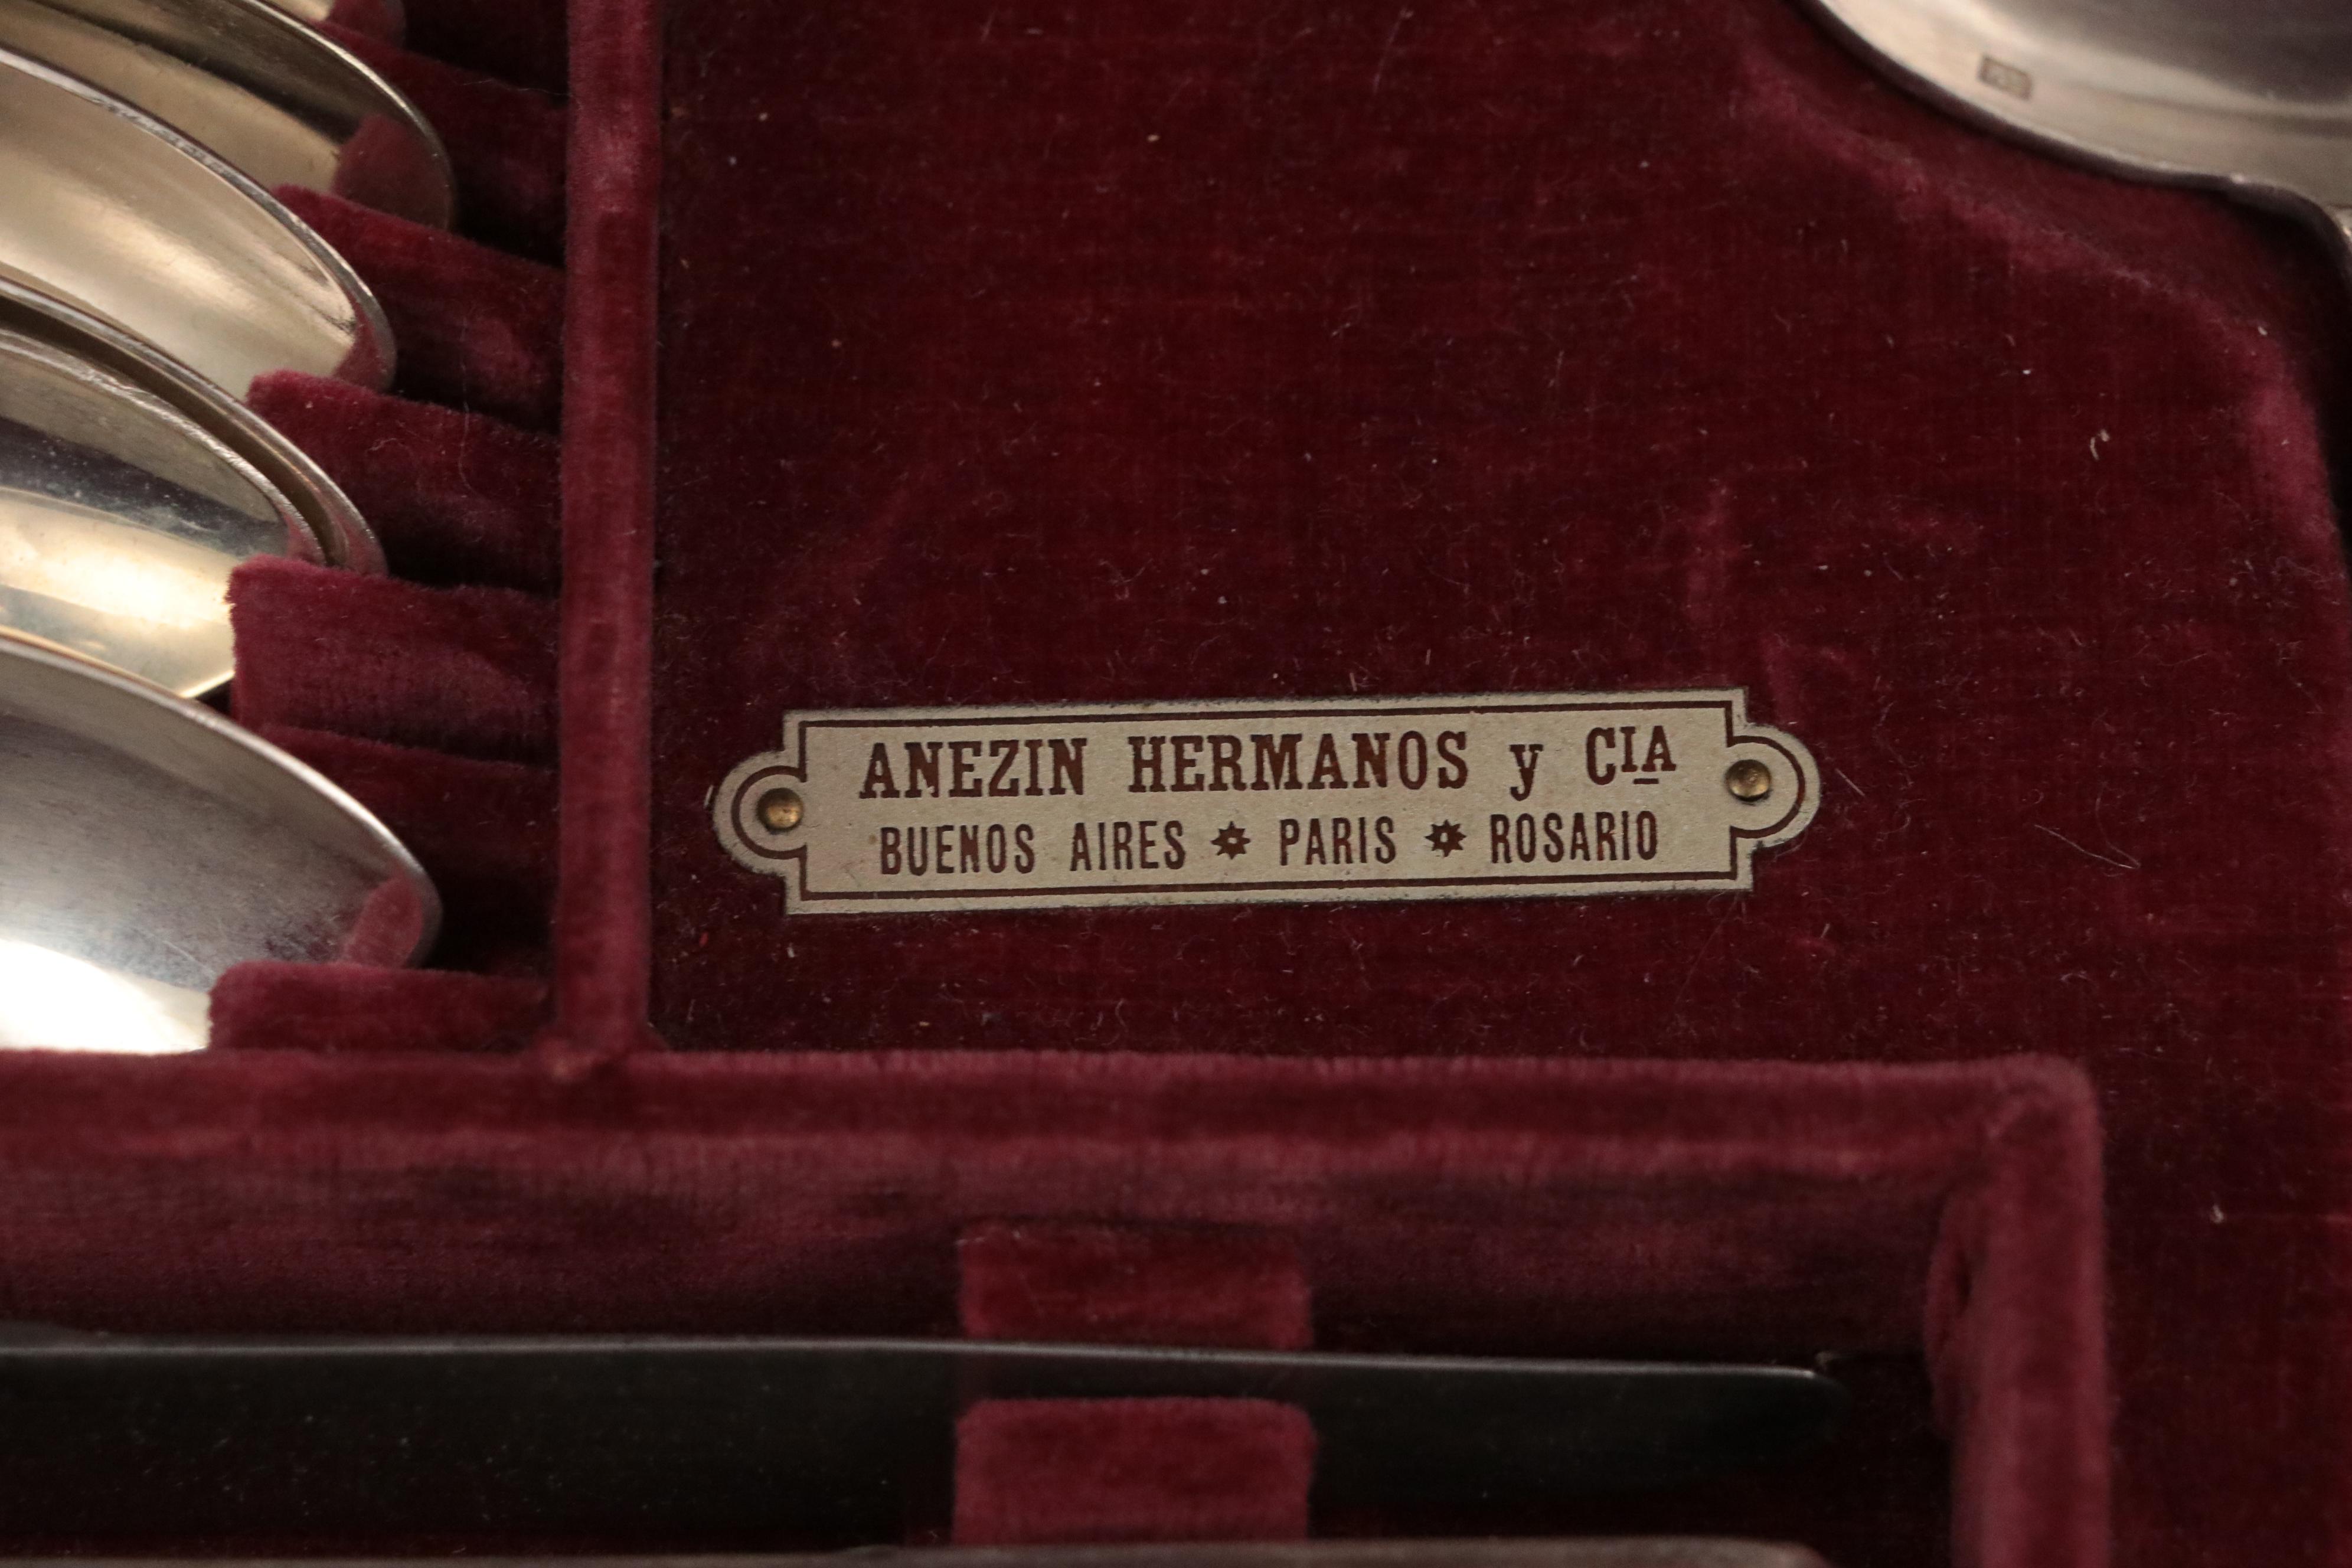 ANEZIN HERMANOS y CIA
BUENOS AIRES ✷ PARIS ✷ ROSARIO